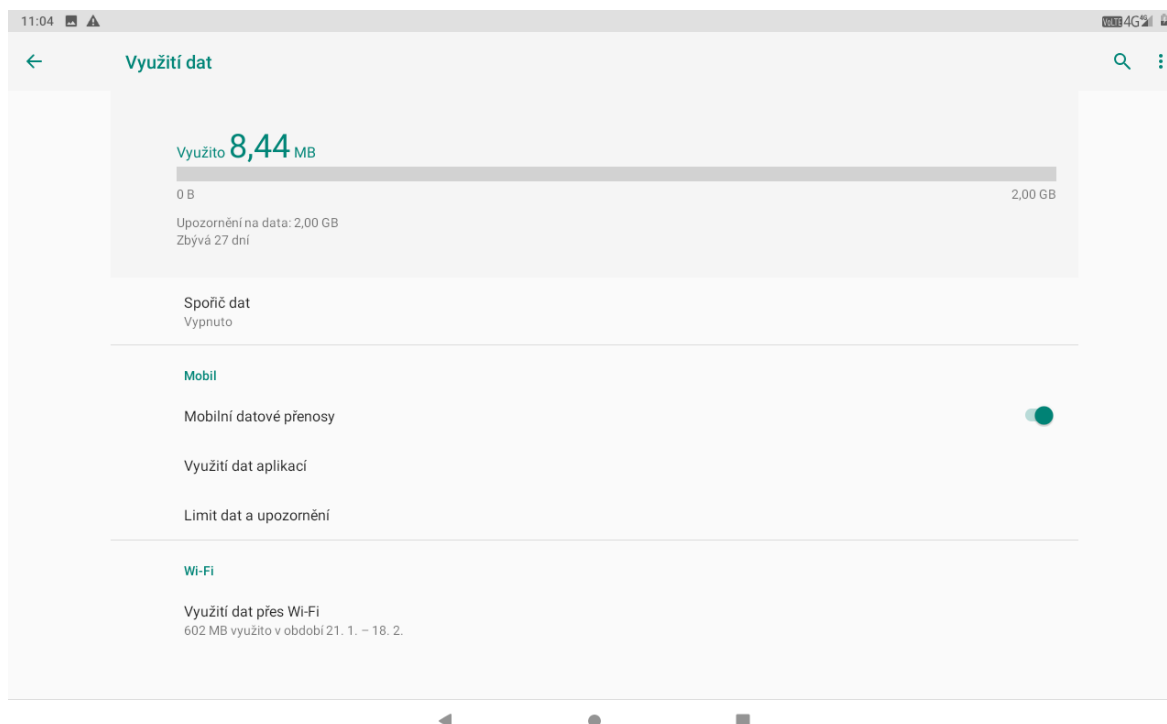 11:04 VoLTE 4G 4G
Využití dat
Využito 8,44 MB
0 B 2,00 GB
Upozornění na data: 2,00 GB
Zbývá 27 dní
Spořič dat
Vypnuto
Mobil
Mobilní datové přenosy
Využití dat aplikací
Limit dat a upozornění
Wi-Fi
Využití dat přes Wi-Fi
602 MB využito v období 21. 1. – 18. 2.